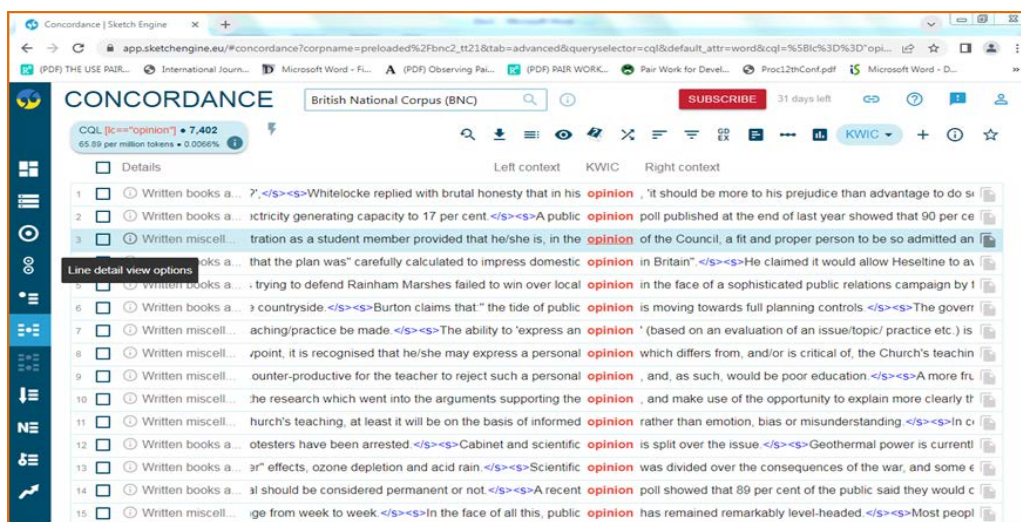 Concordance | Sketch Engine
app.sketchengine.eu/#concordance?corpname=preloaded%2Fbnc2_tt21&tab=advanced&queryselector=cql&default_attr=word&cql=%5Blc%3D%3D"opi...
(PDF) THE USE PAIR... International Journ... Microsoft Word - Fi... (PDF) Observing Pai... (PDF) PAIR WORK... Pair Work for Devel... Proc12thConf.pdf Microsoft Word - D...
CONCORDANCE British National Corpus (BNC) SUBSCRIBE 31 days left
CQL [lc=="opinion"] • 7,402
65.89 per million tokens • 0.0066%
KWIC
Details Left context KWIC Right context
1 Written books a... ?',</s><s>Whitelocke replied with brutal honesty that in his opinion , 'it should be more to his prejudice than advantage to do s
2 Written books a... ctricity generating capacity to 17 per cent.</s><s>A public opinion poll published at the end of last year showed that 90 per ce
3 Written miscell... tration as a student member provided that he/she is, in the opinion of the Council, a fit and proper person to be so admitted an
Line detail view options
ooks a... that the plan was" carefully calculated to impress domestic opinion in Britain".</s><s>He claimed it would allow Heseltine to a
5 Written books a... trying to defend Rainham Marshes failed to win over local opinion in the face of a sophisticated public relations campaign by
6 Written books a... countryside.</s><s>Burton claims that:" the tide of public opinion is moving towards full planning controls.</s><s>The govern
7 Written miscell... aching/practice be made.</s><s>The ability to 'express an opinion ' (based on an evaluation of an issue/topic/ practice etc.) is
8 Written miscell... point, it is recognised that he/she may express a personal opinion which differs from, and/or is critical of, the Church's teachin
9 Written miscell... ounter-productive for the teacher to reject such a personal opinion , and, as such, would be poor education.</s><s>A more fru
10 Written miscell... the research which went into the arguments supporting the opinion , and make use of the opportunity to explain more clearly th
11 Written miscell... hurch's teaching, at least it will be on the basis of informed opinion rather than emotion, bias or misunderstanding.</s><s>In c
12 Written books a... otesters have been arrested.</s><s>Cabinet and scientific opinion is split over the issue.</s><s>Geothermal power is currentl
13 Written books a... er" effects, ozone depletion and acid rain.</s><s>Scientific opinion was divided over the consequences of the war, and some
14 Written books a... al should be considered permanent or not.</s><s>A recent opinion poll showed that 89 per cent of the public said they would c
15 Written books a... ge from week to week.</s><s>In the face of all this, public opinion has remained remarkably level-headed.</s><s>Most peopl